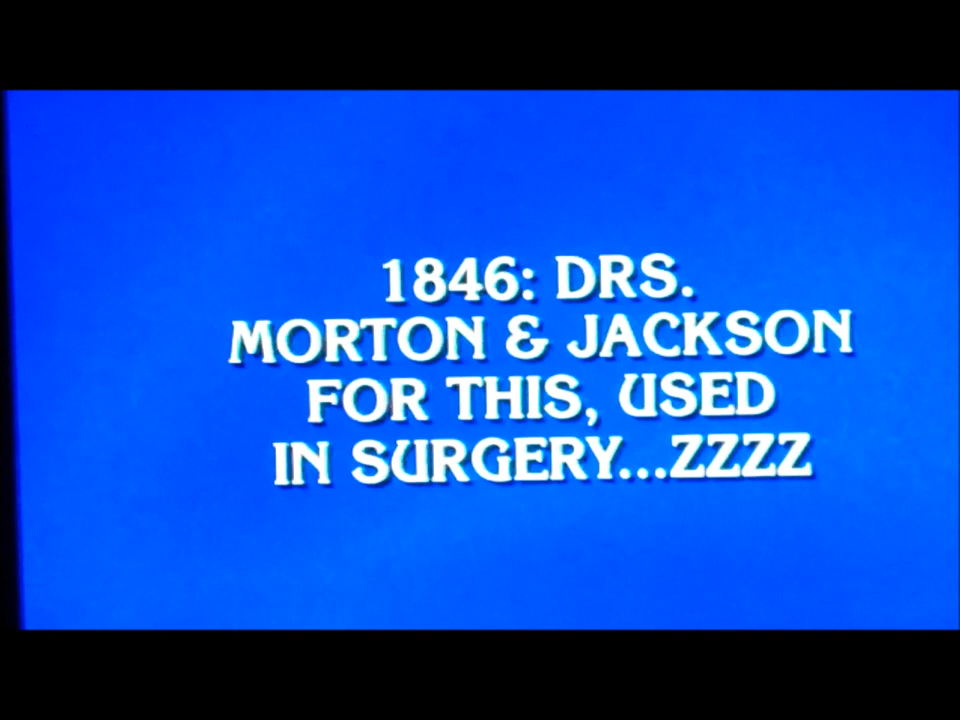 1846: DRS.
MORTON & JACKSON
FOR THIS, USED
IN SURGERY...ZZZZ